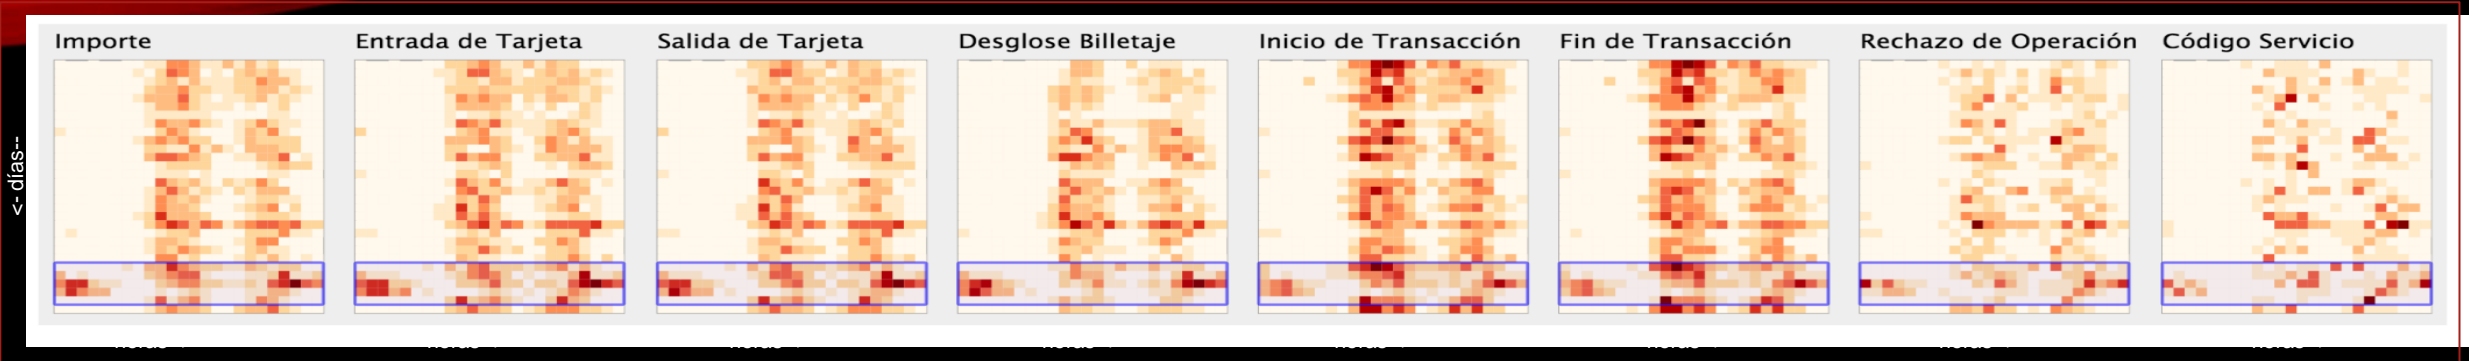 Importe
Entrada de Tarjeta
Salida de Tarjeta
Desglose Billetaje
Inicio de Transacción
Fin de Transacción
Rechazo de Operación
Código Servicio
<- días--